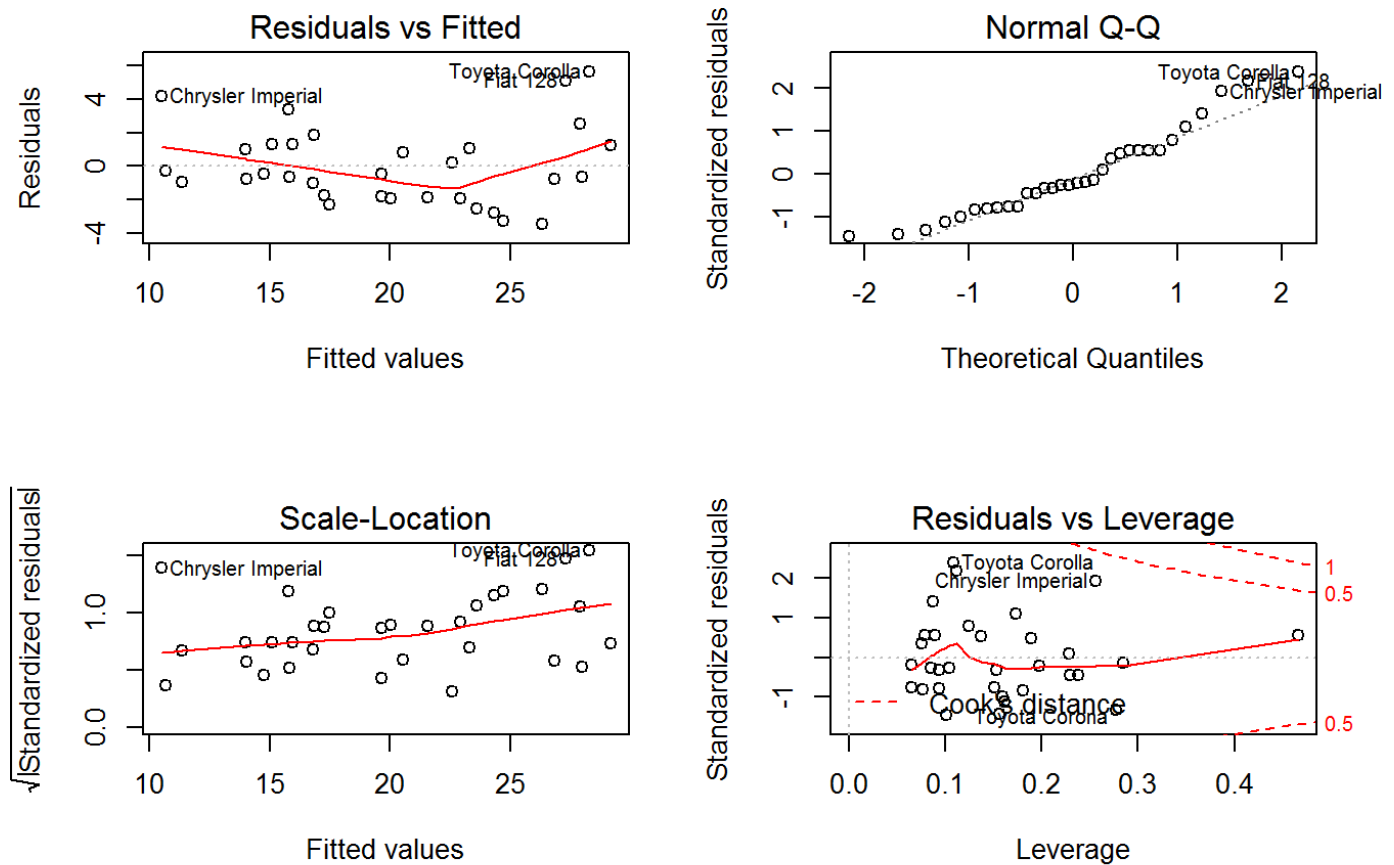 Residuals vs Fitted
Residuals
4
0
-4
Toyota Corolla
Fiat 128
Chrysler Imperial
10 15 20 25
Fitted values
Normal Q-Q
Standardized residuals
2
1
0
-1
Toyota Corolla
Fiat 128
Chrysler Imperial
-2 -1 0 1 2
Theoretical Quantiles
Scale-Location
√|Standardized residuals|
1.0
0.0
Toyota Corolla
Fiat 128
Chrysler Imperial
10 15 20 25
Fitted values
Residuals vs Leverage
Standardized residuals
2
1
-1
Toyota Corolla
Chrysler Imperial
Cook's distance
Toyota Corona
1
0.5
0.5
0.0 0.1 0.2 0.3 0.4
Leverage